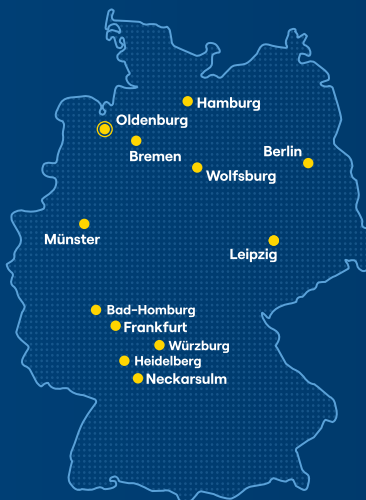 Hamburg
Oldenburg
Bremen
Berlin
Wolfsburg
Münster
Leipzig
Bad-Homburg
Frankfurt
Würzburg
Heidelberg
Neckarsulm